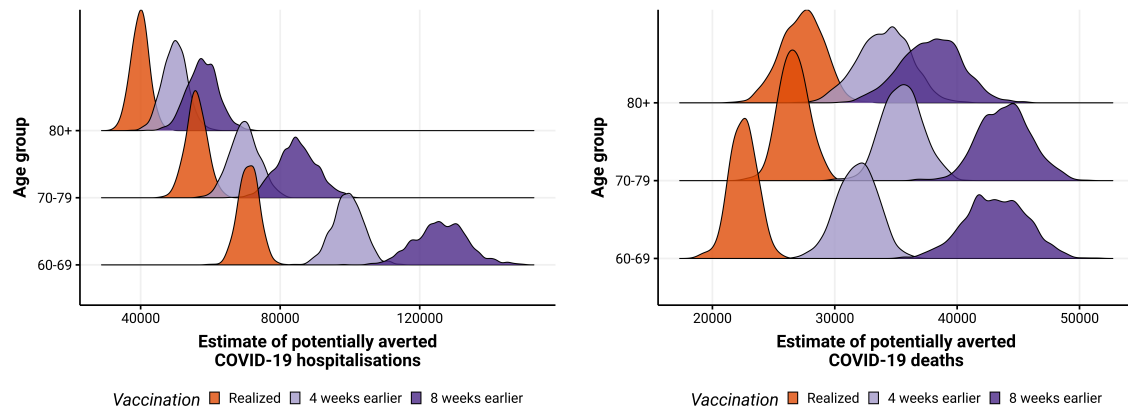 Age group
80+
70-79
60-69
40000 80000 120000
Estimate of potentially averted
COVID-19 hospitalisations
Vaccination Realized 4 weeks earlier 8 weeks earlier
Age group
80+
70-79
60-69
20000 30000 40000 50000
Estimate of potentially averted
COVID-19 deaths
Vaccination Realized 4 weeks earlier 8 weeks earlier